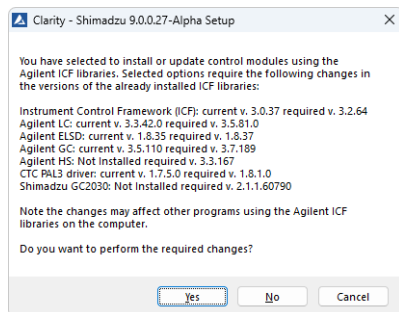 Clarity - Shimadzu 9.0.0.27-Alpha Setup
You have selected to install or update control modules using the
Agilent ICF libraries. Selected options require the following changes in
the versions of the already installed ICF libraries:
Instrument Control Framework (ICF): current v. 3.0.37 required v. 3.2.64
Agilent LC: current v. 3.3.42.0 required v. 3.5.81.0
Agilent ELSD: current v. 1.8.35 required v. 1.8.37
Agilent GC: current v. 3.5.110 required v. 3.7.189
Agilent HS: Not Installed required v. 3.3.167
CTC PAL3 driver: current v. 1.7.5.0 required v. 1.8.1.0
Shimadzu GC2030: Not Installed required v. 2.1.1.60790
Note the changes may affect other programs using the Agilent ICF
libraries on the computer.
Do you want to perform the required changes?
Yes No Cancel